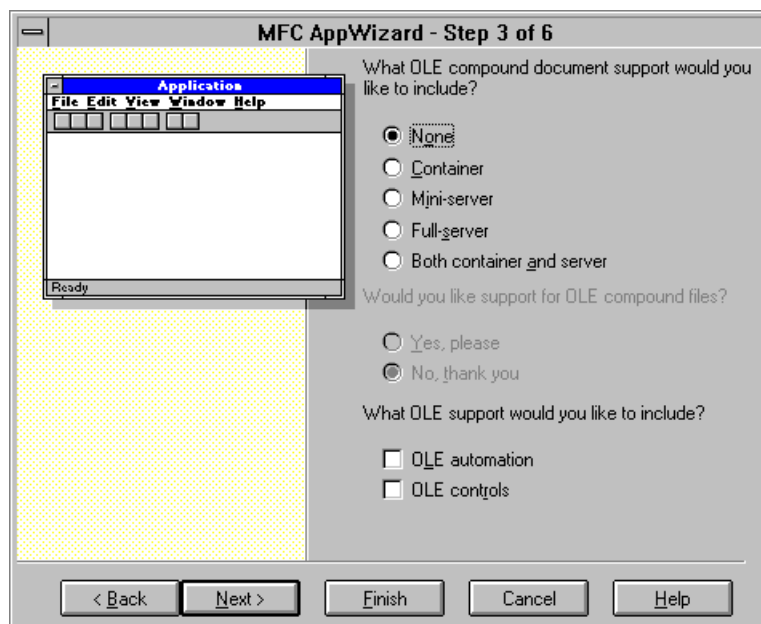 MFC AppWizard - Step 3 of 6
Application
File Edit View Window Help
Ready
What OLE compound document support would you
like to include?
None
Container
Mini-server
Full-server
Both container and server
Would you like support for OLE compound files?
Yes, please
No, thank you
What OLE support would you like to include?
OLE automation
OLE controls
< Back
Next >
Finish
Cancel
Help